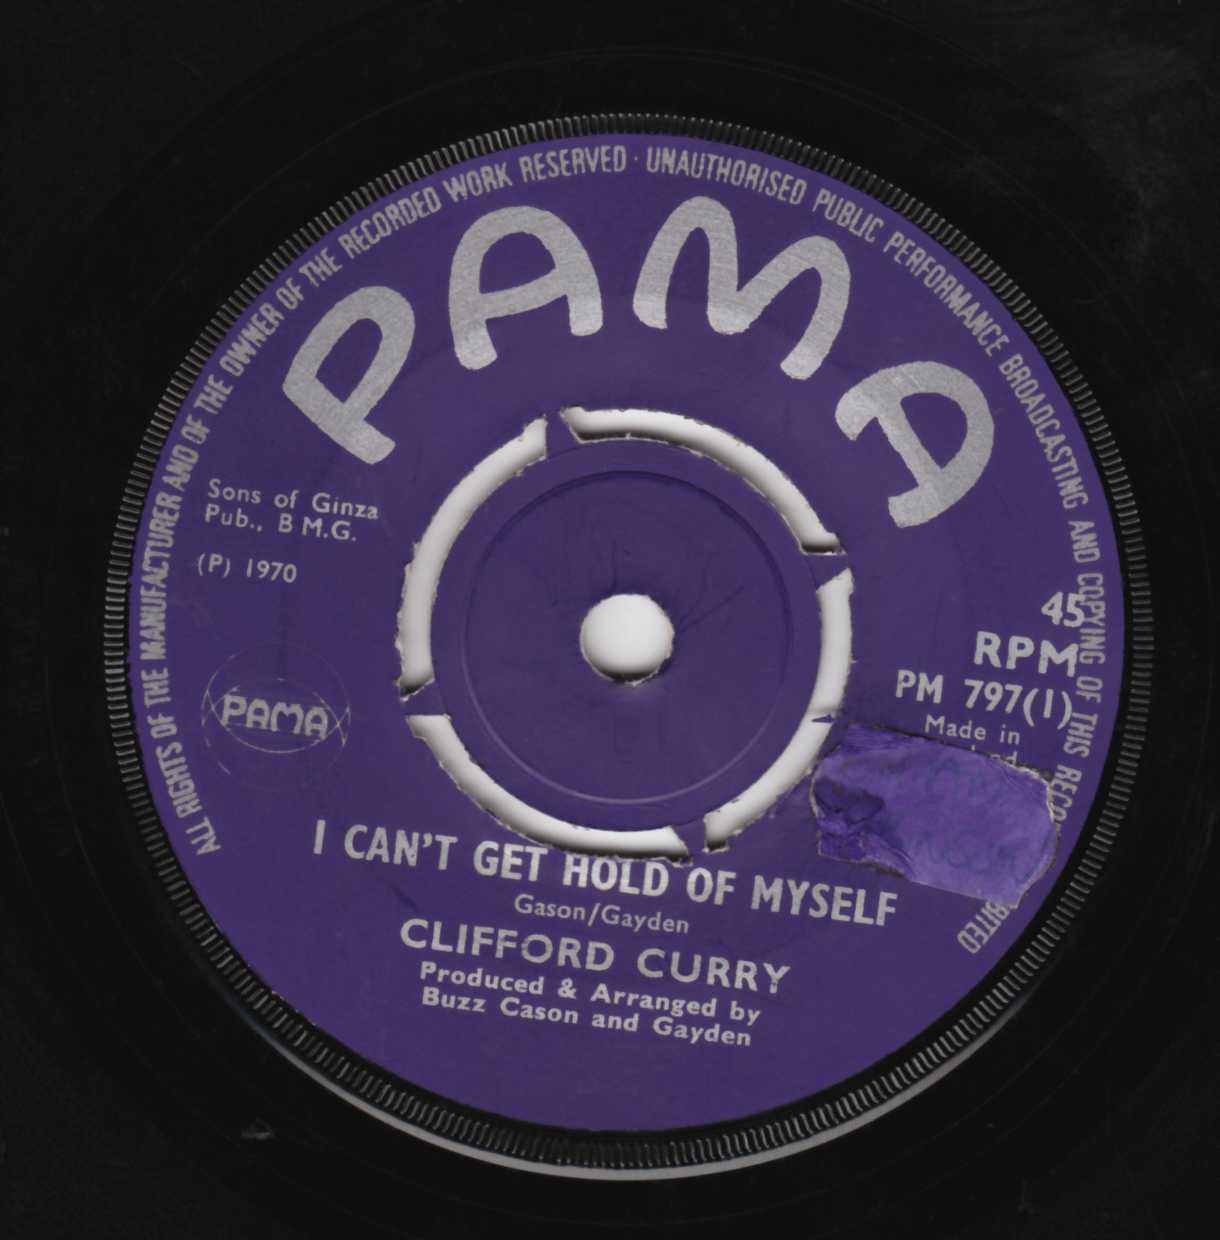 ALL RIGHTS OF THE MANUFACTURER AND OF THE OWNER OF THE RECORDED WORK RESERVED · UNAUTHORISED PUBLIC PERFORMANCE BROADCASTING AND COPYING OF THIS
PAMA
Sons of Ginza
Pub., B M.G.
(P) 1970
45
RPM
PM 797(1)
Made in
PAMA
I CAN'T GET HOLD OF MYSELF
Gason/Gayden
CLIFFORD CURRY
Produced & Arranged by
Buzz Cason and Gayden